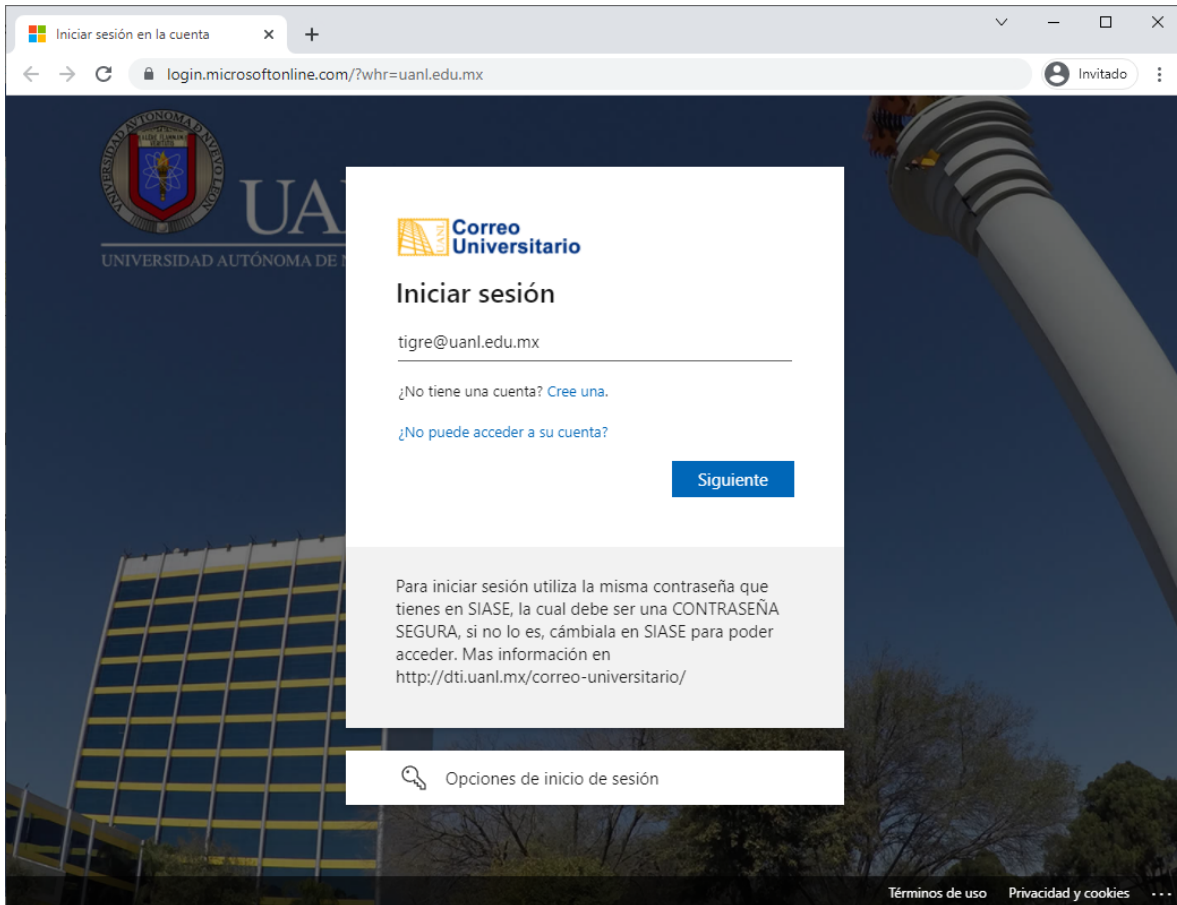 Iniciar sesión en la cuenta
login.microsoftonline.com/?whr=uanl.edu.mx
Invitado
UNIVERSIDAD AUTÓNOMA DE
UA
Correo
Universitario
UANL
Iniciar sesión
tigre@uanl.edu.mx
¿No tiene una cuenta? Cree una.
¿No puede acceder a su cuenta?
Siguiente
Para iniciar sesión utiliza la misma contraseña que
tienes en SIASE, la cual debe ser una CONTRASEÑA
SEGURA, si no lo es, cámbiala en SIASE para poder
acceder. Mas información en
http://dti.uanl.mx/correo-universitario/
Opciones de inicio de sesión
Términos de uso Privacidad y cookies